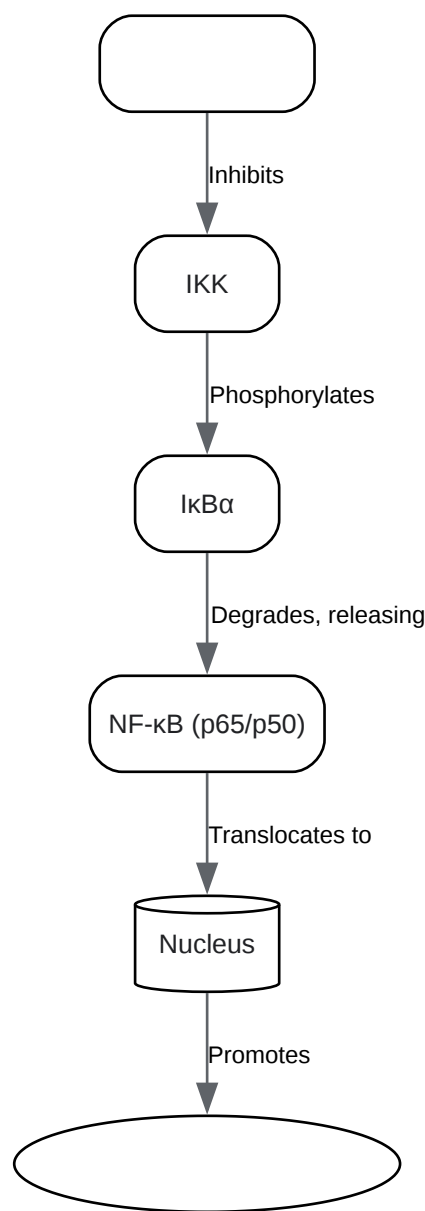 Inhibits
IKK
Phosphorylates
IκBα
Degrades, releasing
NF-κB (p65/p50)
Translocates to
Nucleus
Promotes